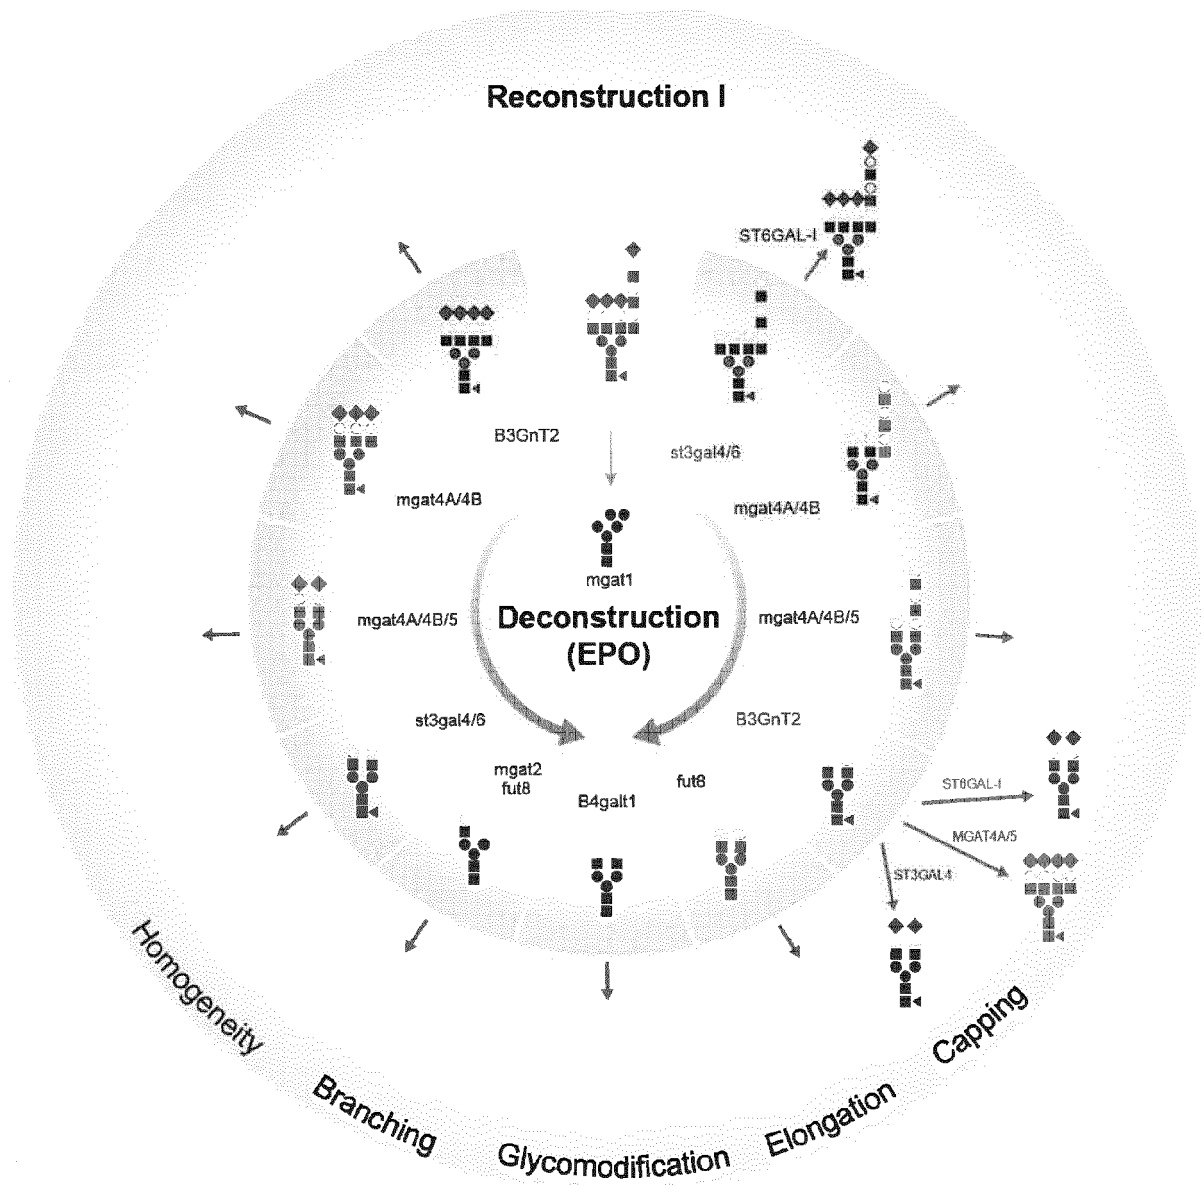 Reconstruction I
ST6GAL-I
B3GnT2
st3gal4/6
mgat4A/4B
mgat4A/4B
mgat1
Deconstruction
(EPO)
mgat4A/4B/5
mgat4A/4B/5
st3gal4/6
B3GnT2
mgat2
fut8
B4galt1
fut8
ST6GAL-I
MGAT4A/5
ST3GAL4
Homogeneity
Branching
Glycomodification
Elongation
Capping